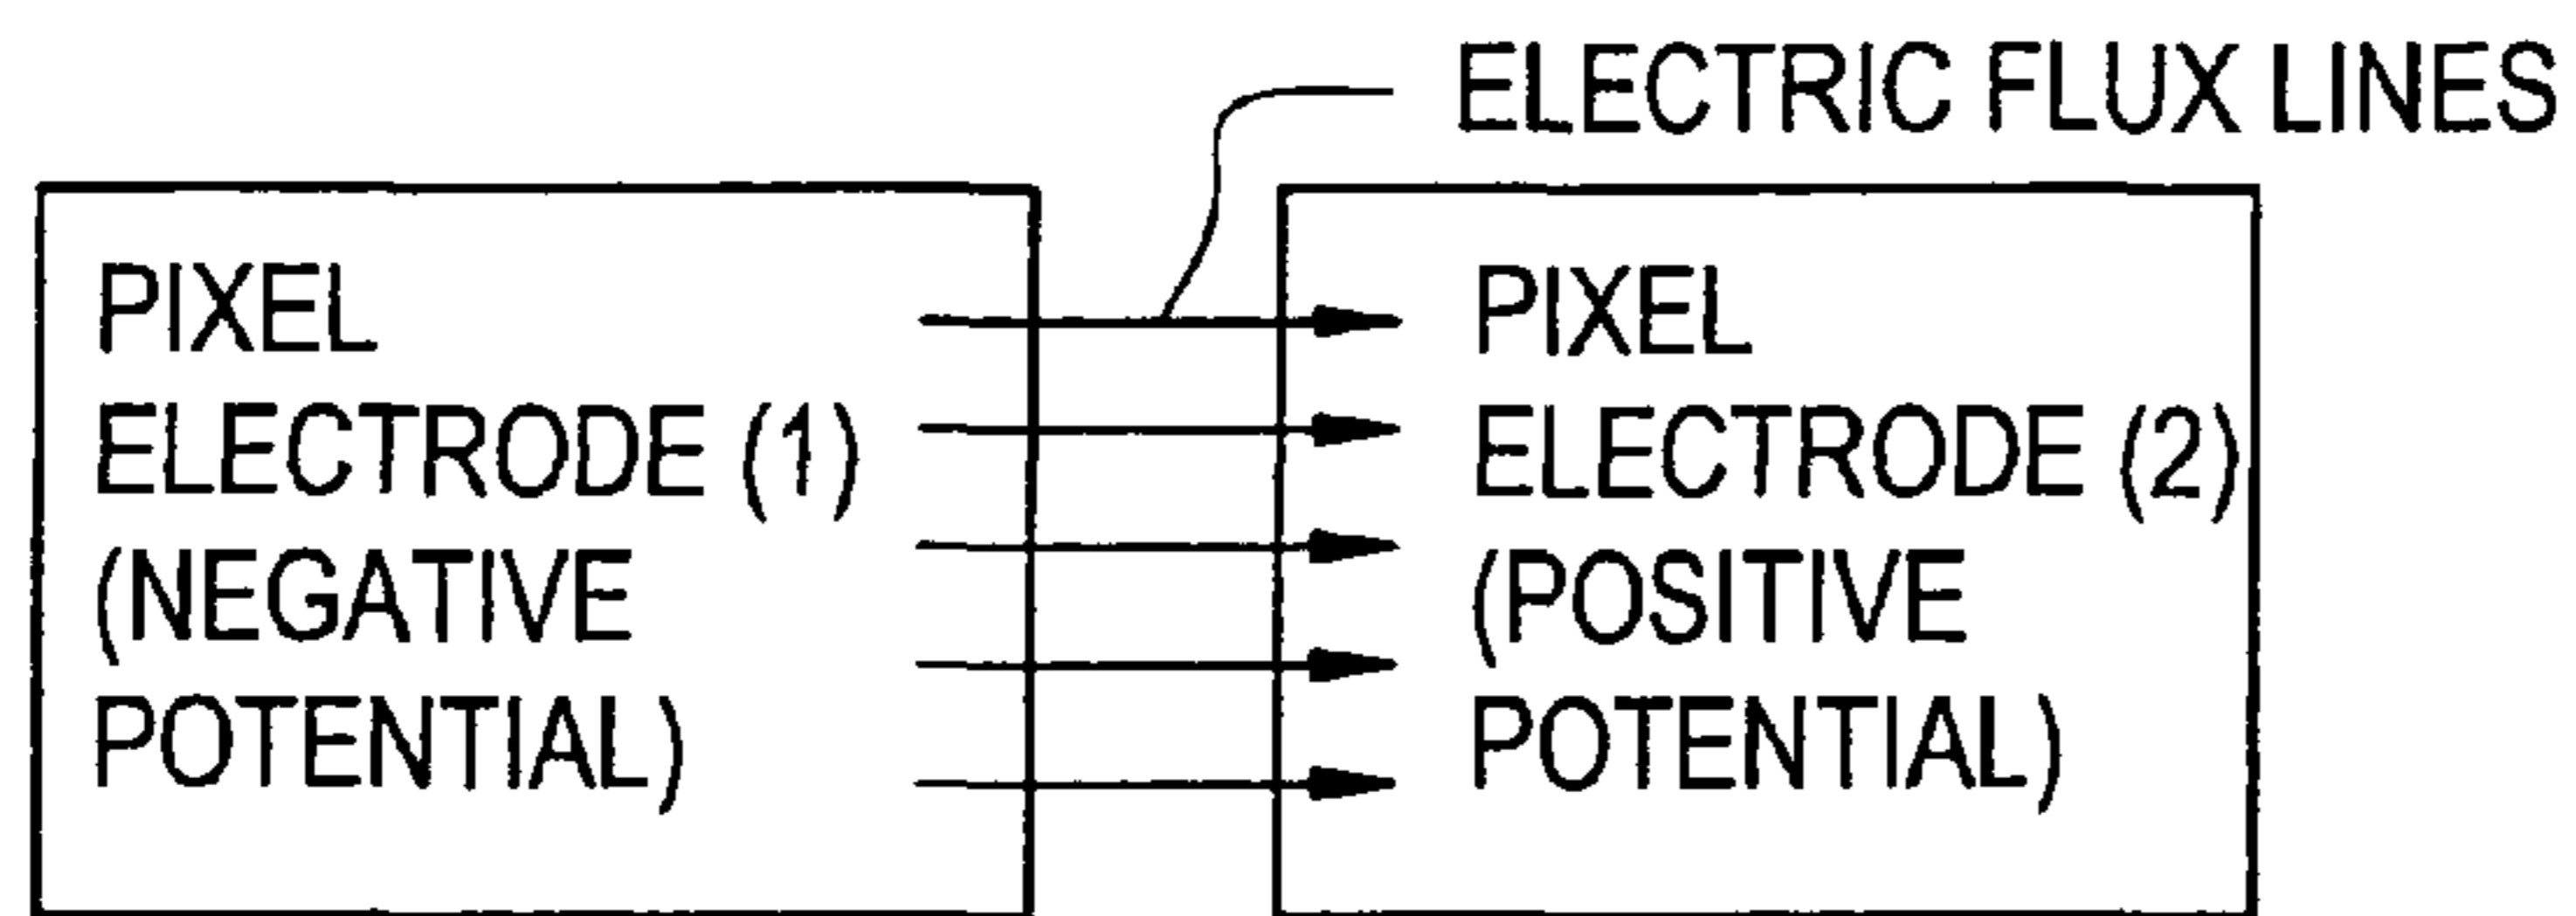 ELECTRIC FLUX LINES
PIXEL
ELECTRODE (1)
(NEGATIVE
POTENTIAL)
PIXEL
ELECTRODE (2)
(POSITIVE
POTENTIAL)